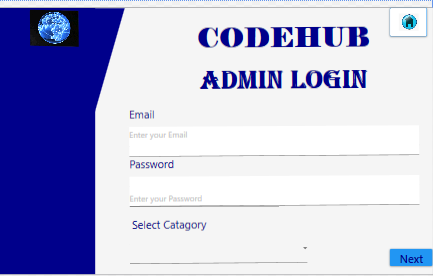 CODEHUB
ADMIN LOGIN
Email
Enter your Email
Password
Enter your Password
Select Catagory
Next